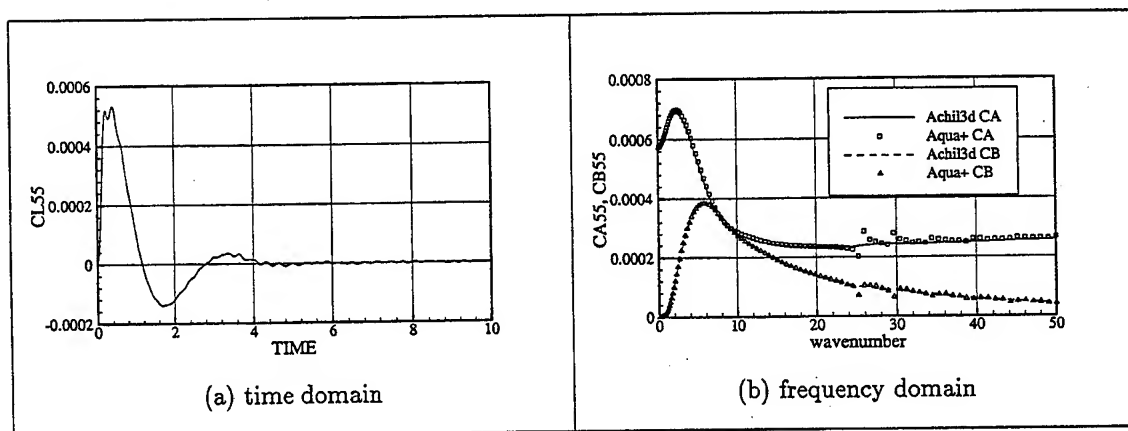 0.0006
0.0004
0.0002
0
-0.0002
CL55
0 2 4 6 8 10
TIME
(a) time domain
0.0008
0.0006
0.0004
0.0002
0
CA55, CB55
Achil3d CA
Aqua+ CA
Achil3d CB
Aqua+ CB
0 10 20 30 40 50
wavenumber
(b) frequency domain